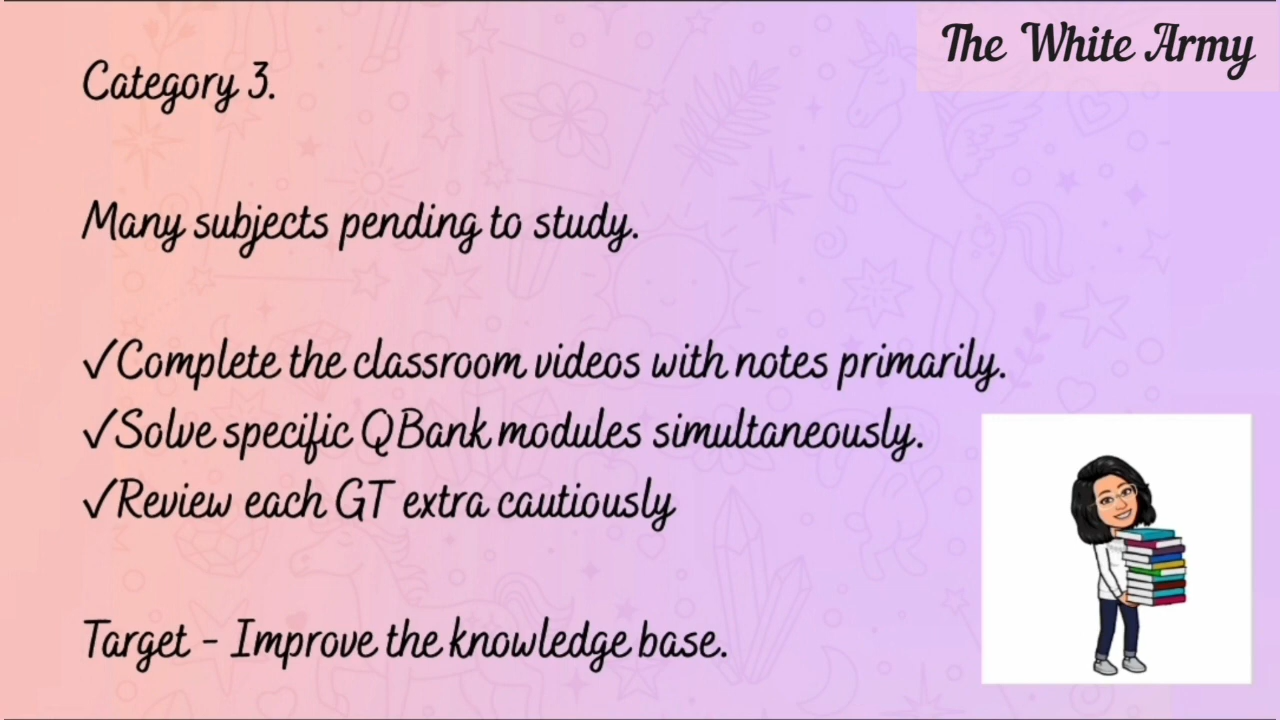 The White Army
Category 3.
Many subjects pending to study.
✓Complete the classroom videos with notes primarily.
✓Solve specific QBank modules simultaneously.
✓Review each GT extra cautiously
Target - Improve the knowledge base.